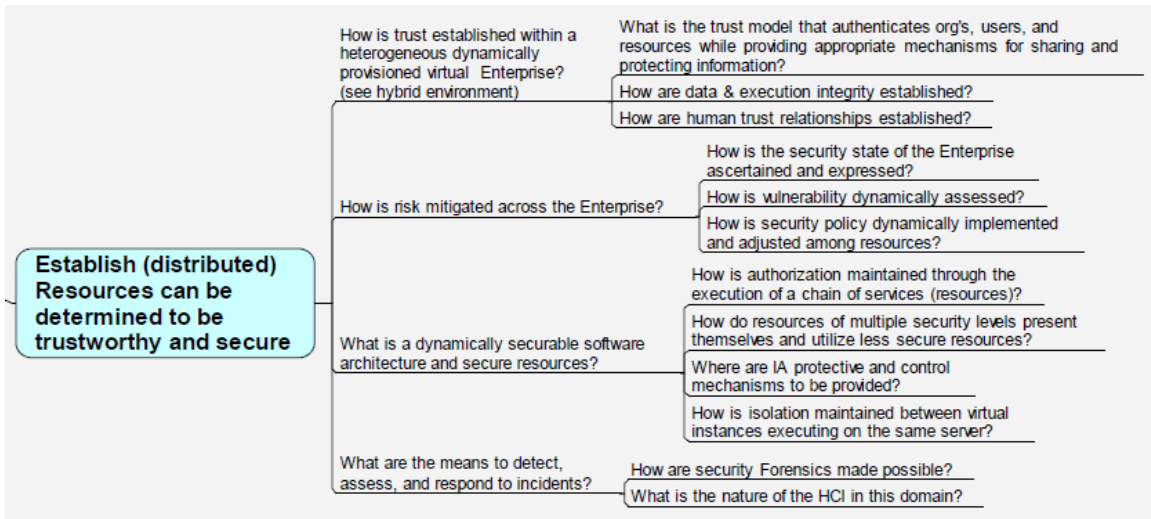 Establish (distributed)
Resources can be
determined to be
trustworthy and secure
How is trust established within a
heterogeneous dynamically
provisioned virtual Enterprise?
(see hybrid environment)
What is the trust model that authenticates org's, users, and
resources while providing appropriate mechanisms for sharing and
protecting information?
How are data & execution integrity established?
How are human trust relationships established?
How is risk mitigated across the Enterprise?
How is the security state of the Enterprise
ascertained and expressed?
How is vulnerability dynamically assessed?
How is security policy dynamically implemented
and adjusted among resources?
What is a dynamically securable software
architecture and secure resources?
How is authorization maintained through the
execution of a chain of services (resources)?
How do resources of multiple security levels present
themselves and utilize less secure resources?
Where are IA protective and control
mechanisms to be provided?
How is isolation maintained between virtual
instances executing on the same server?
What are the means to detect,
assess, and respond to incidents?
How are security Forensics made possible?
What is the nature of the HCI in this domain?